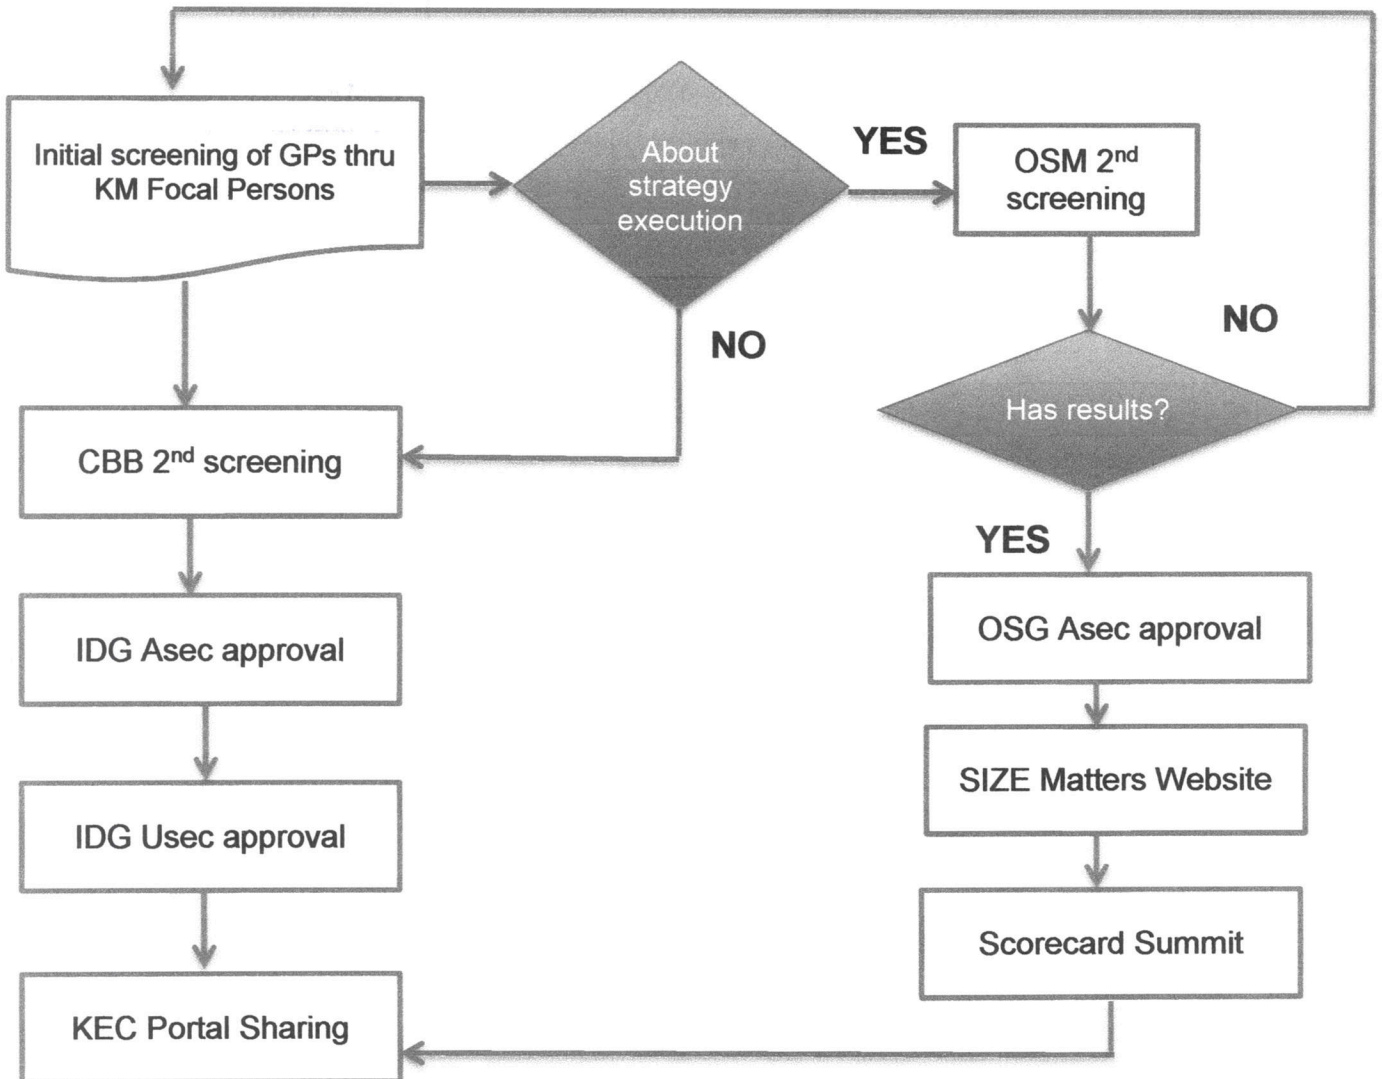 Initial screening of GPs thru
KM Focal Persons
About
strategy
execution
YES
OSM 2nd
screening
NO
NO
Has results?
CBB 2nd screening
YES
IDG Asec approval
OSG Asec approval
SIZE Matters Website
IDG Usec approval
Scorecard Summit
KEC Portal Sharing